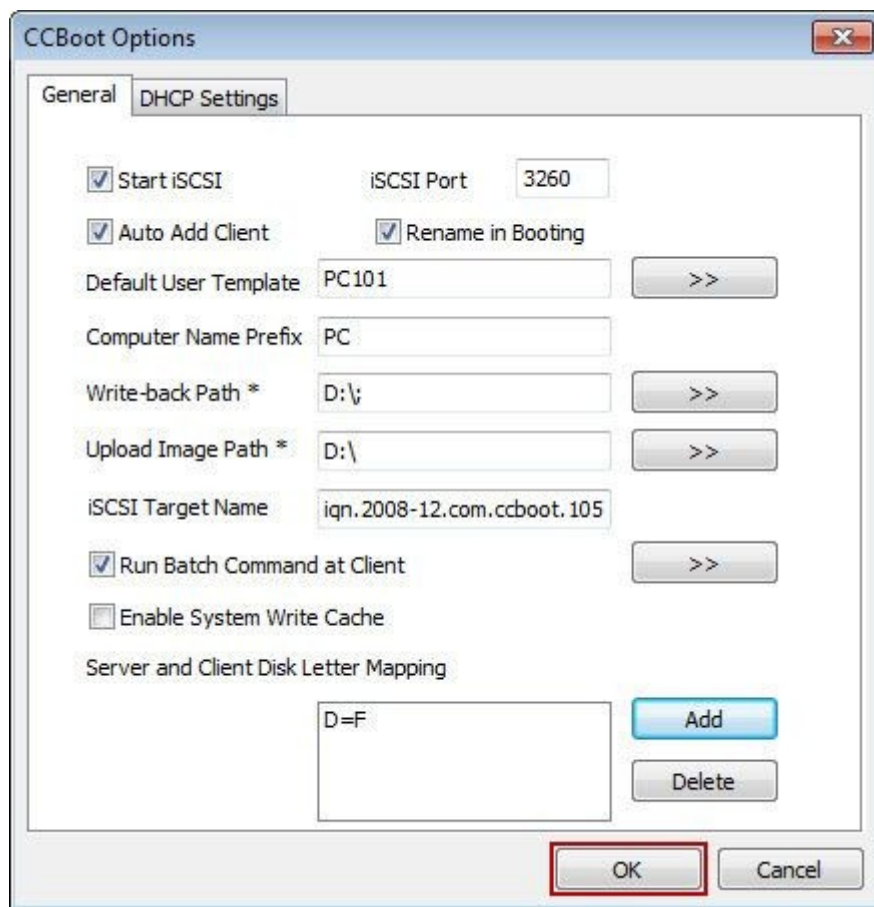 CCBoot Options
General DHCP Settings
Start iSCSI iSCSI Port 3260
Auto Add Client Rename in Booting
Default User Template PC101 >>
Computer Name Prefix PC
Write-back Path * D:\; >>
Upload Image Path * D:\ >>
iSCSI Target Name iqn.2008-12.com.ccboot.105
Run Batch Command at Client >>
Enable System Write Cache
Server and Client Disk Letter Mapping
D=F Add
Delete
OK Cancel